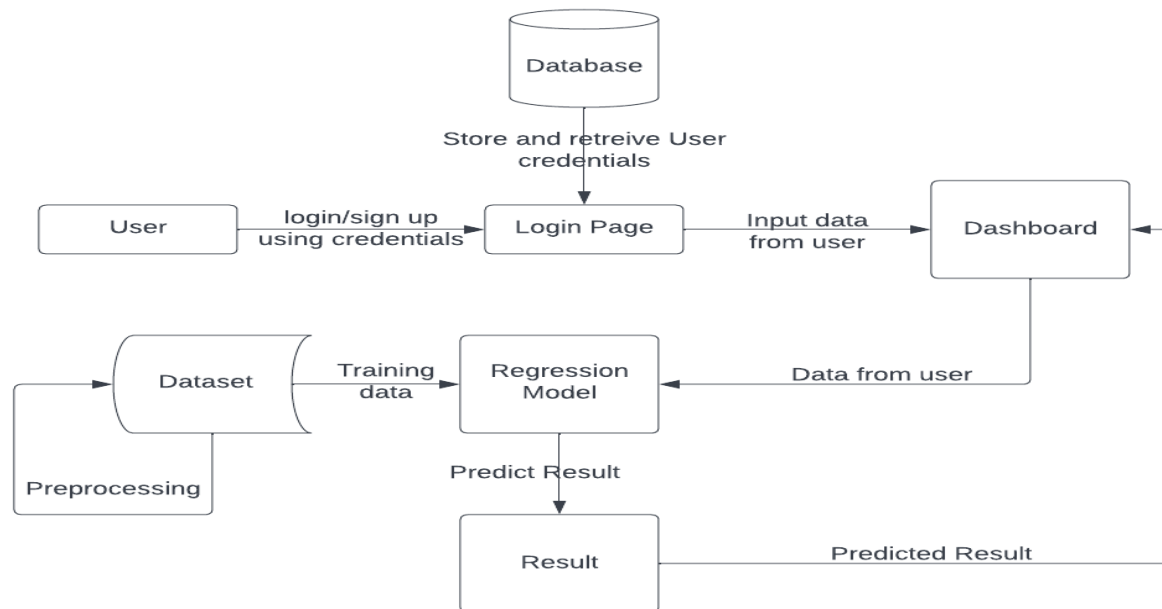 Database
Store and retreive User
credentials
User
login/sign up
using credentials
Login Page
Input data
from user
Dashboard
Dataset
Training
data
Regression
Model
Data from user
Preprocessing
Predict Result
Result
Predicted Result